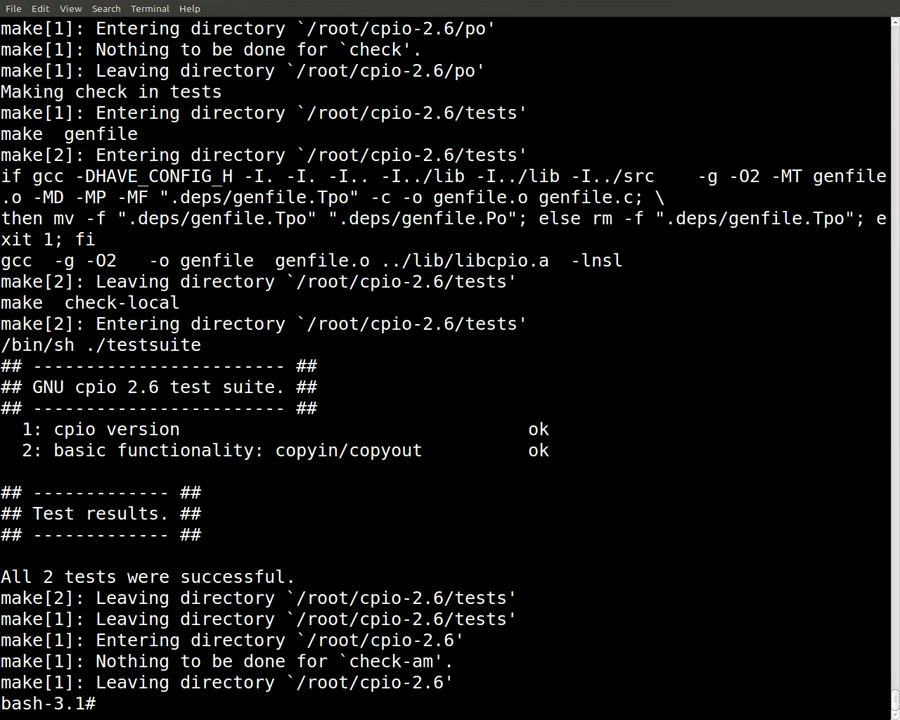 File Edit View Search Terminal Help
make[1]: Entering directory `/root/cpio-2.6/po'
make[1]: Nothing to be done for `check'.
make[1]: Leaving directory `/root/cpio-2.6/po'
Making check in tests
make[1]: Entering directory `/root/cpio-2.6/tests'
make  genfile
make[2]: Entering directory `/root/cpio-2.6/tests'
if gcc -DHAVE_CONFIG_H -I. -I. -I.. -I../lib -I../lib -I../src    -g -O2 -MT genfile
.o -MD -MP -MF ".deps/genfile.Tpo" -c -o genfile.o genfile.c; \
then mv -f ".deps/genfile.Tpo" ".deps/genfile.Po"; else rm -f ".deps/genfile.Tpo"; e
xit 1; fi
gcc  -g -O2   -o genfile  genfile.o ../lib/libcpio.a  -lnsl
make[2]: Leaving directory `/root/cpio-2.6/tests'
make  check-local
make[2]: Entering directory `/root/cpio-2.6/tests'
/bin/sh ./testsuite
## ------------------------ ##
## GNU cpio 2.6 test suite. ##
## ------------------------ ##
  1: cpio version                                 ok
  2: basic functionality: copyin/copyout          ok
## ------------- ##
## Test results. ##
## ------------- ##
All 2 tests were successful.
make[2]: Leaving directory `/root/cpio-2.6/tests'
make[1]: Leaving directory `/root/cpio-2.6/tests'
make[1]: Entering directory `/root/cpio-2.6'
make[1]: Nothing to be done for `check-am'.
make[1]: Leaving directory `/root/cpio-2.6'
bash-3.1#